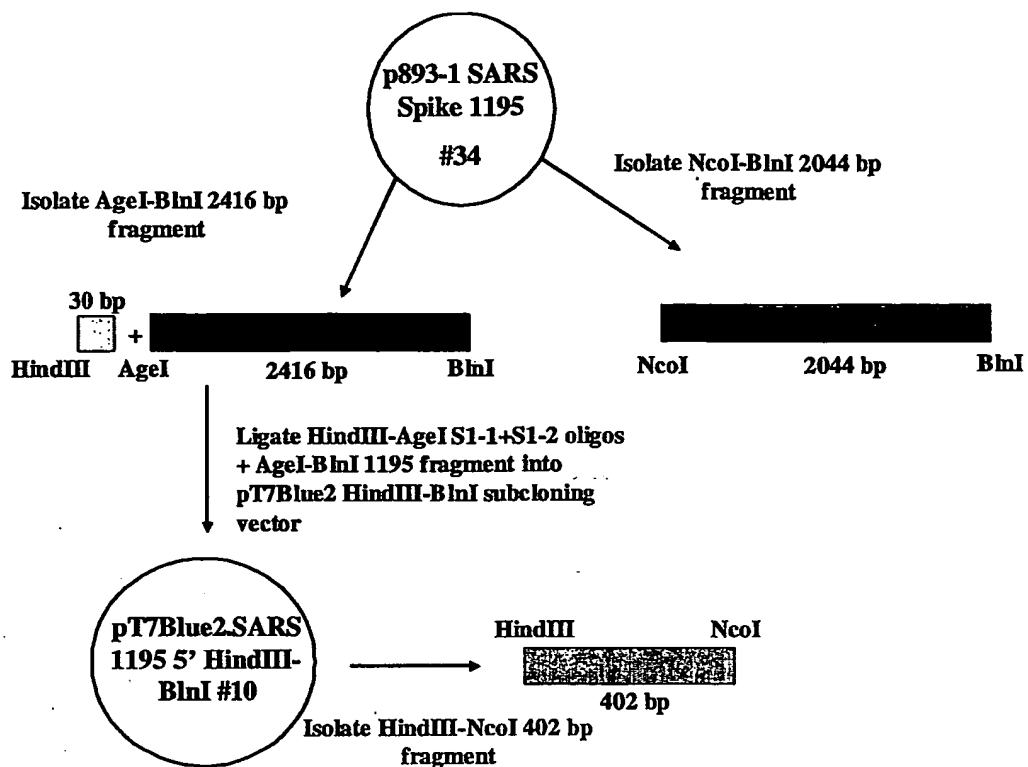 p893-1 SARS
Spike 1195
#34
Isolate AgeI-BlnI 2416 bp
fragment
Isolate NcoI-BlnI 2044 bp
fragment
30 bp
+
HindIII
AgeI
2416 bp
BlnI
NcoI
2044 bp
BlnI
Ligate HindIII-AgeI S1-1+S1-2 oligos
+ AgeI-BlnI 1195 fragment into
pT7Blue2 HindIII-BlnI subcloning
vector
pT7Blue2.SARS
1195 5' HindIII-
BlnI #10
HindIII
NcoI
402 bp
Isolate HindIII-NcoI 402 bp
fragment